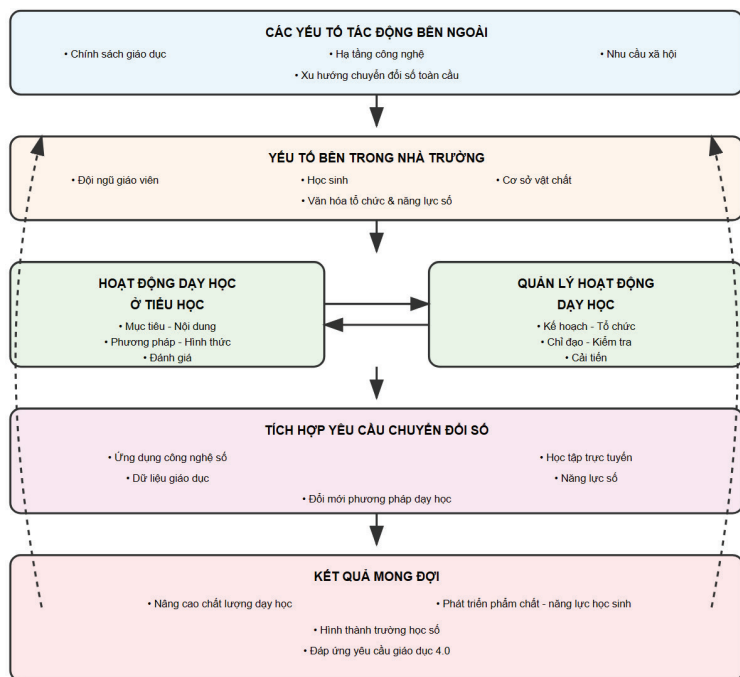 CÁC YẾU TỐ TÁC ĐỘNG BÊN NGOÀI
• Chính sách giáo dục
• Hạ tầng công nghệ
• Nhu cầu xã hội
• Xu hướng chuyển đổi số toàn cầu
YẾU TỐ BÊN TRONG NHÀ TRƯỜNG
• Đội ngũ giáo viên
• Học sinh
• Cơ sở vật chất
• Văn hóa tổ chức & năng lực số
HOẠT ĐỘNG DẠY HỌC
Ở TIỂU HỌC
• Mục tiêu - Nội dung
• Phương pháp - Hình thức
• Đánh giá
QUẢN LÝ HOẠT ĐỘNG
DẠY HỌC
• Kế hoạch - Tổ chức
• Chỉ đạo - Kiểm tra
• Cải tiến
TÍCH HỢP YÊU CẦU CHUYỂN ĐỔI SỐ
• Ứng dụng công nghệ số
• Học tập trực tuyến
• Dữ liệu giáo dục
• Năng lực số
• Đổi mới phương pháp dạy học
KẾT QUẢ MONG ĐỢI
• Nâng cao chất lượng dạy học
• Phát triển phẩm chất - năng lực học sinh
• Hình thành trường học số
• Đáp ứng yêu cầu giáo dục 4.0